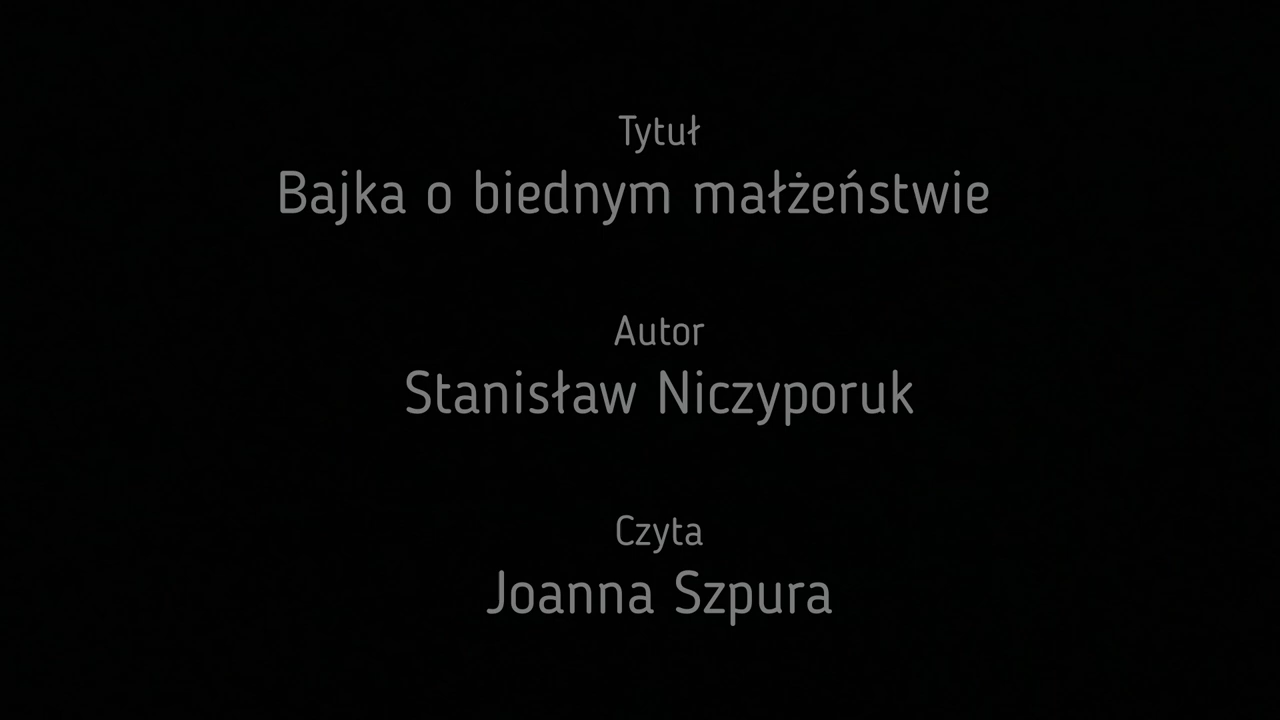 Tytuł
Bajka o biednym małżeństwie
Autor
Stanisław Niczyporuk
Czyta
Joanna Szpura